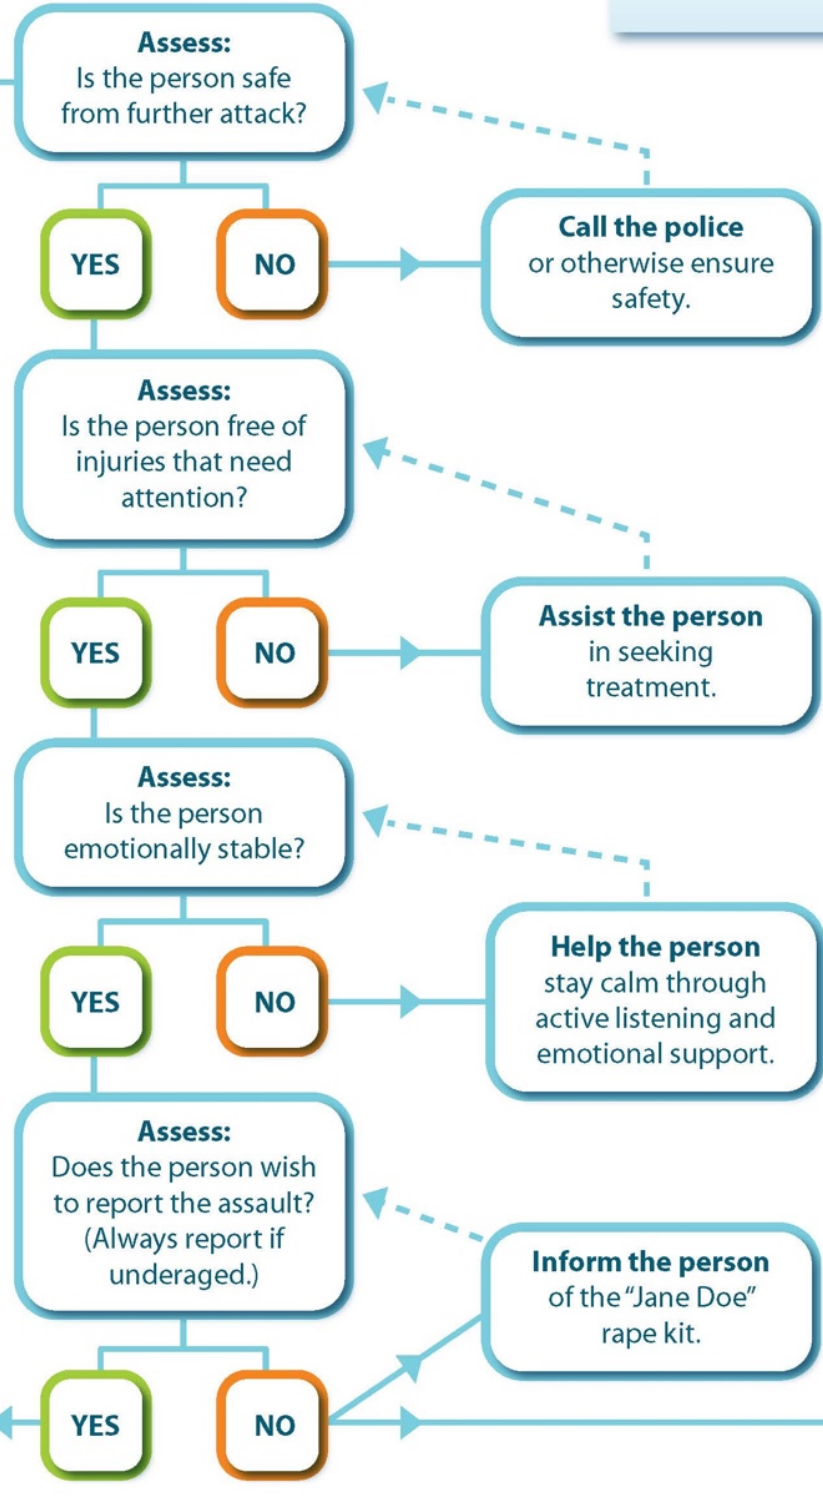 Assess:
Is the person safe
from further attack?
YES
NO
Call the police
or otherwise ensure
safety.
Assess:
Is the person free of
injuries that need
attention?
YES
NO
Assist the person
in seeking
treatment.
Assess:
Is the person
emotionally stable?
YES
NO
Help the person
stay calm through
active listening and
emotional support.
Assess:
Does the person wish
to report the assault?
(Always report if
underaged.)
YES
NO
Inform the person
of the “Jane Doe”
rape kit.